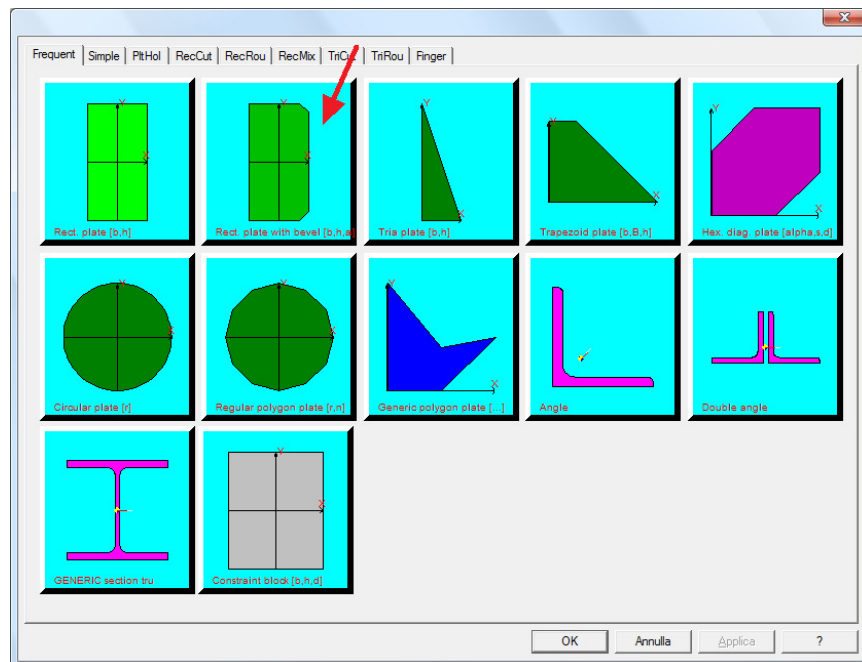 Frequent Simple PltHol RecCut RecRou RecMix TriCut TriRou Finger
Y
X
Rect. plate [b,h]
Y
X
Rect. plate with bevel [b,h,a
Y
X
Tria plate [b,h]
Y
X
Trapezoid plate [b,B,h]
Y
X
Hex. diag. plate [alpha,s,d]
Y
X
Circular plate [r]
Y
X
Regular polygon plate [r,n]
Y
X
Generic polygon plate [...]
Angle
Double angle
GENERIC section tru
Y
X
Constraint block [b,h,d]
OK Annulla Applica ?